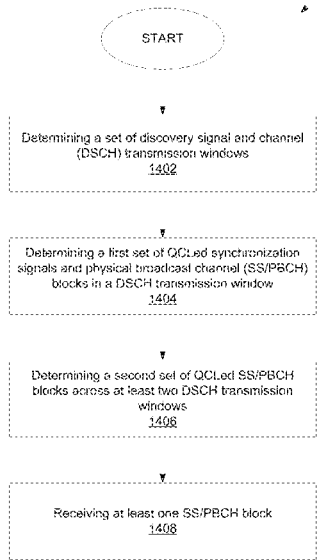 START
Determining a set of discovery signal and channel
(DSCH) transmission windows
1402
Determining a first set of QCLed synchronization
signals and physical broadcast channel (SS/PBCH)
blocks in a DSCH transmission window
1404
Determining a second set of QCLed SS/PBCH
blocks across at least two DSCH transmission
windows
1406
Receiving at least one SS/PBCH block
1408